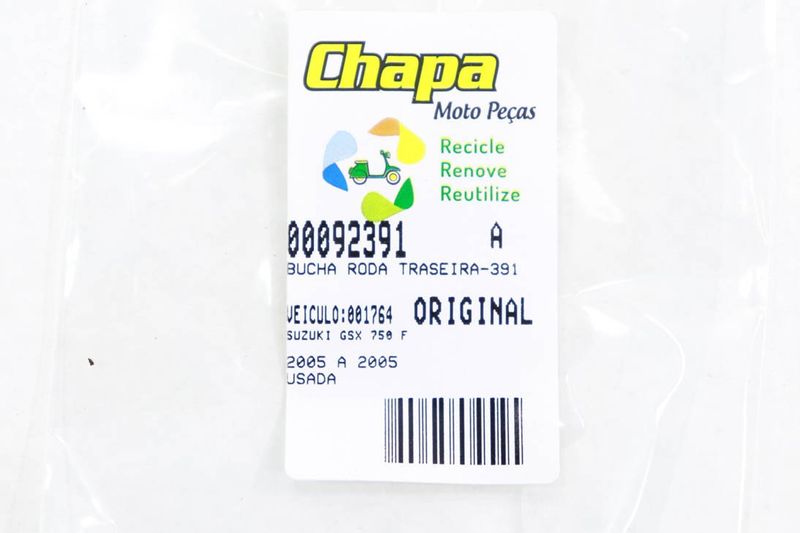 Chapa
Moto Peças
Recicle
Renove
Reutilize
00092391 A
BUCHA RODA TRASEIRA-391
VEICULO:001764 ORIGINAL
SUZUKI GSX 750 F
2005 A 2005
USADA